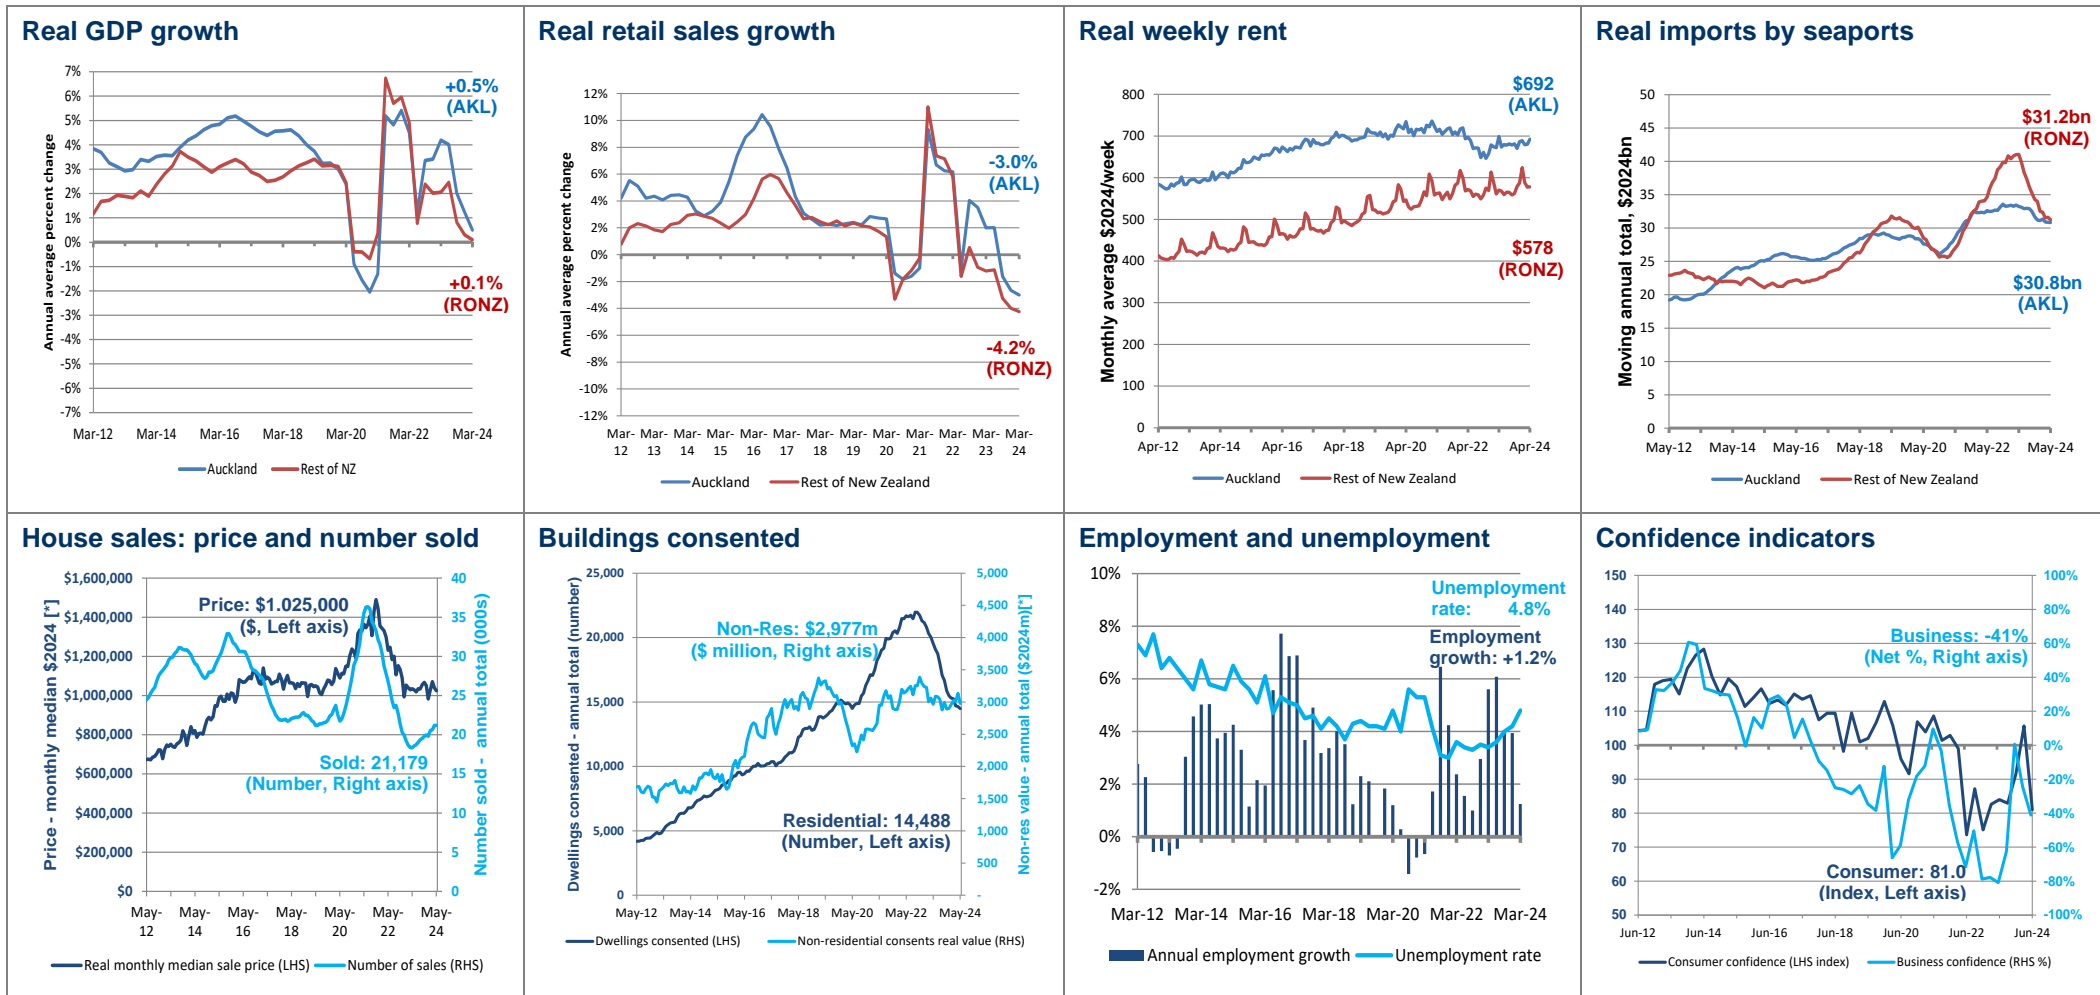 Real GDP growth
Annual average percent change
7%
6%
5%
4%
3%
2%
1%
0%
-1%
-2%
-3%
-4%
-5%
-6%
-7%
+0.5%
(AKL)
+0.1%
(RONZ)
Mar-12 Mar-14 Mar-16 Mar-18 Mar-20 Mar-22 Mar-24
Auckland Rest of NZ
Real retail sales growth
Annual average percent change
12%
10%
8%
6%
4%
2%
0%
-2%
-4%
-6%
-8%
-10%
-12%
-3.0%
(AKL)
-4.2%
(RONZ)
Mar- Mar- Mar- Mar- Mar- Mar- Mar- Mar- Mar- Mar- Mar- Mar- Mar-
12 13 14 15 16 17 18 19 20 21 22 23 24
Auckland Rest of New Zealand
Real weekly rent
Monthly average $2024/week
800
700
600
500
400
300
200
100
0
$692
(AKL)
$578
(RONZ)
Apr-12 Apr-14 Apr-16 Apr-18 Apr-20 Apr-22 Apr-24
Auckland Rest of New Zealand
Real imports by seaports
Moving annual total, $2024bn
50
45
40
35
30
25
20
15
10
5
0
$31.2bn
(RONZ)
$30.8bn
(AKL)
May-12 May-14 May-16 May-18 May-20 May-22 May-24
Auckland Rest of New Zealand
House sales: price and number sold
Price - monthly median $2024 [*]
$1,600,000
$1,400,000
$1,200,000
$1,000,000
$800,000
$600,000
$400,000
$200,000
$0
Price: $1.025,000
($, Left axis)
Sold: 21,179
(Number, Right axis)
40
35
30
25
20
15
10
5
0
Number sold - annual total (000s)
May- May- May- May- May- May- May-
12 14 16 18 20 22 24
Real monthly median sale price (LHS) Number of sales (RHS)
Buildings consented
Dwellings consented - annual total (number)
25,000
20,000
15,000
10,000
5,000
0
Non-Res: $2,977m
($ million, Right axis)
Residential: 14,488
(Number, Left axis)
5,000
4,500
4,000
3,500
3,000
2,500
2,000
1,500
1,000
500
-
Non-res value - annual total ($2024m)[*]
May-12 May-14 May-16 May-18 May-20 May-22 May-24
Dwellings consented (LHS) Non-residential consents real value (RHS)
Employment and unemployment
10%
8%
6%
4%
2%
0%
-2%
Unemployment
rate: 4.8%
Employment
growth: +1.2%
Mar-12 Mar-14 Mar-16 Mar-18 Mar-20 Mar-22 Mar-24
Annual employment growth Unemployment rate
Confidence indicators
150
140
130
120
110
100
90
80
70
60
50
Business: -41%
(Net %, Right axis)
Consumer: 81.0
(Index, Left axis)
100%
80%
60%
40%
20%
0%
-20%
-40%
-60%
-80%
-100%
Jun-12 Jun-14 Jun-16 Jun-18 Jun-20 Jun-22 Jun-24
Consumer confidence (LHS index) Business confidence (RHS %)